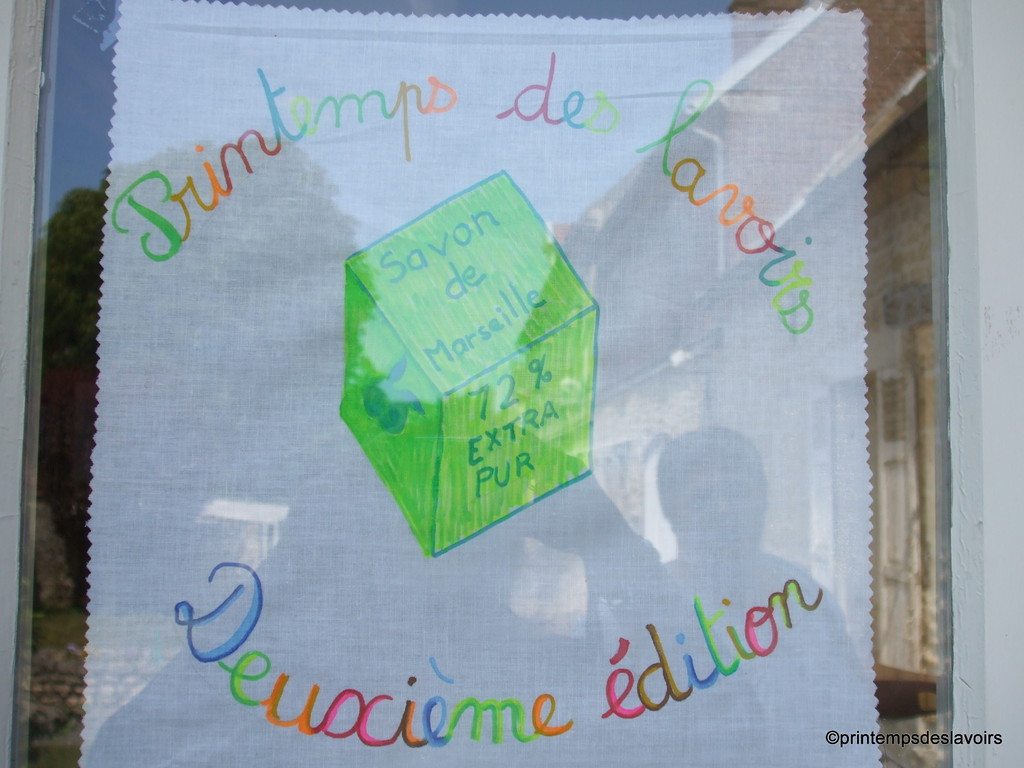 Printemps des lavoirs
Savon
de
Marseille
72%
EXTRA
PUR
Deuxième édition
©printempsdeslavoirs